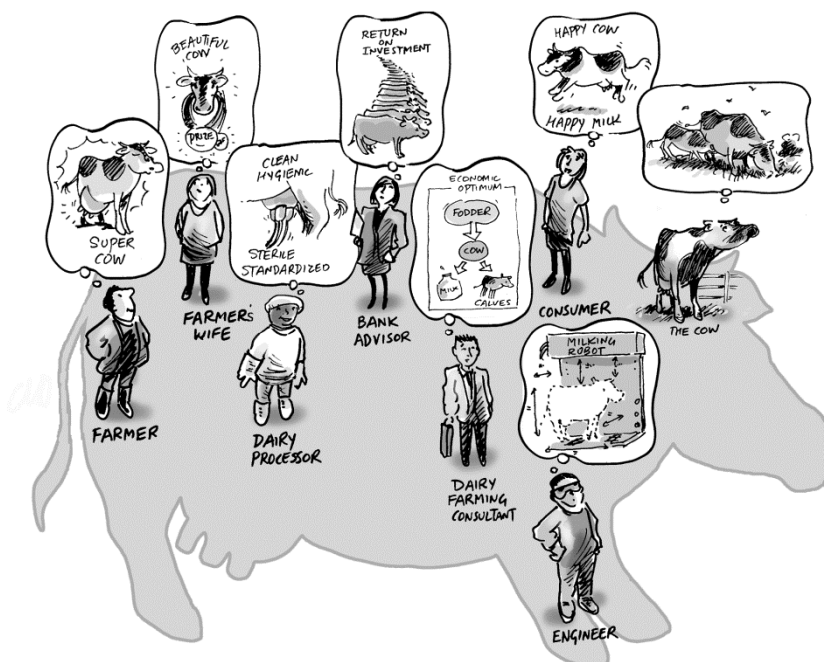 BEAUTIFUL
COW
PRIZE
RETURN
ON
INVESTMENT
HAPPY COW
HAPPY MILK
SUPER
COW
CLEAN
HYGIENIC
STERILE
STANDARDIZED
ECONOMIC
OPTIMUM
FODDER
COW
MILK
CALVES
FARMER
FARMER'S
WIFE
DAIRY
PROCESSOR
BANK
ADVISOR
DAIRY
FARMING
CONSULTANT
CONSUMER
THE COW
MILKING
ROBOT
ENGINEER